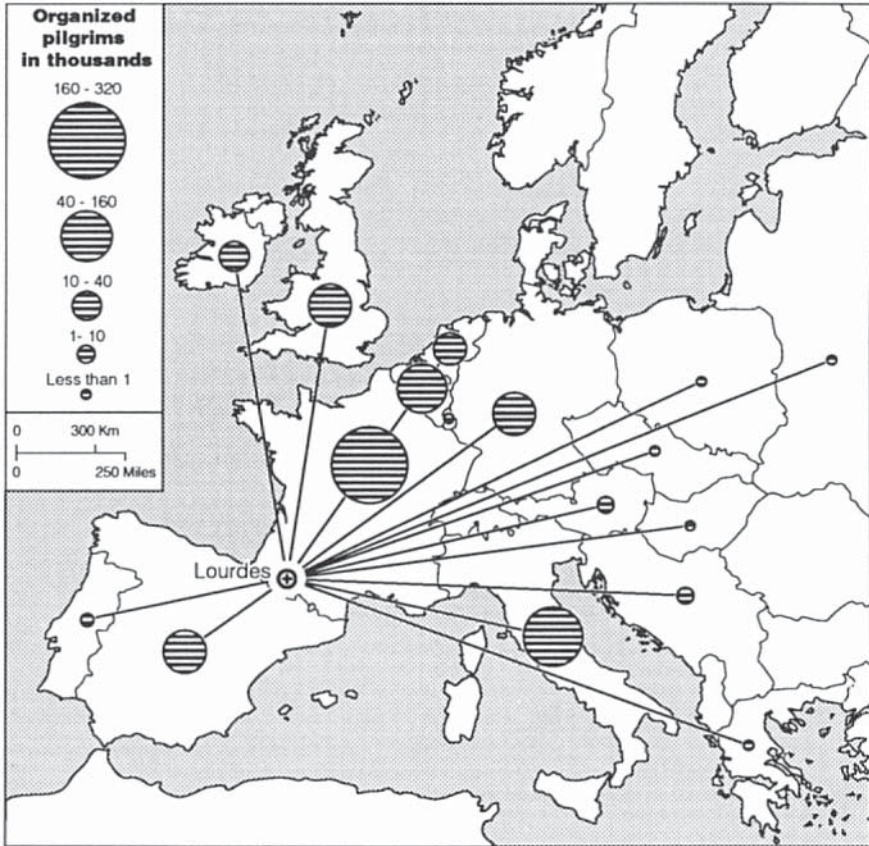 Organized
pilgrims
in thousands
160 - 320
40 - 160
10 - 40
1- 10
Less than 1
0 300 Km
0 250 Miles
Lourdes